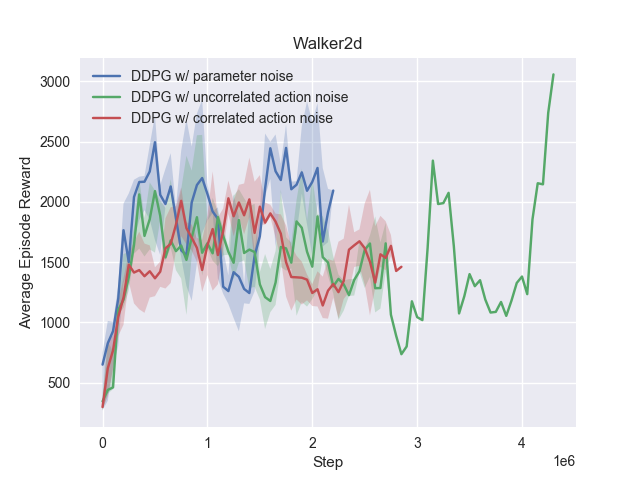 Walker2d
DDPG w/ parameter noise
DDPG w/ uncorrelated action noise
DDPG w/ correlated action noise
Average Episode Reward
3000
2500
2000
1500
1000
500
0 1 2 3 4
1e6
Step